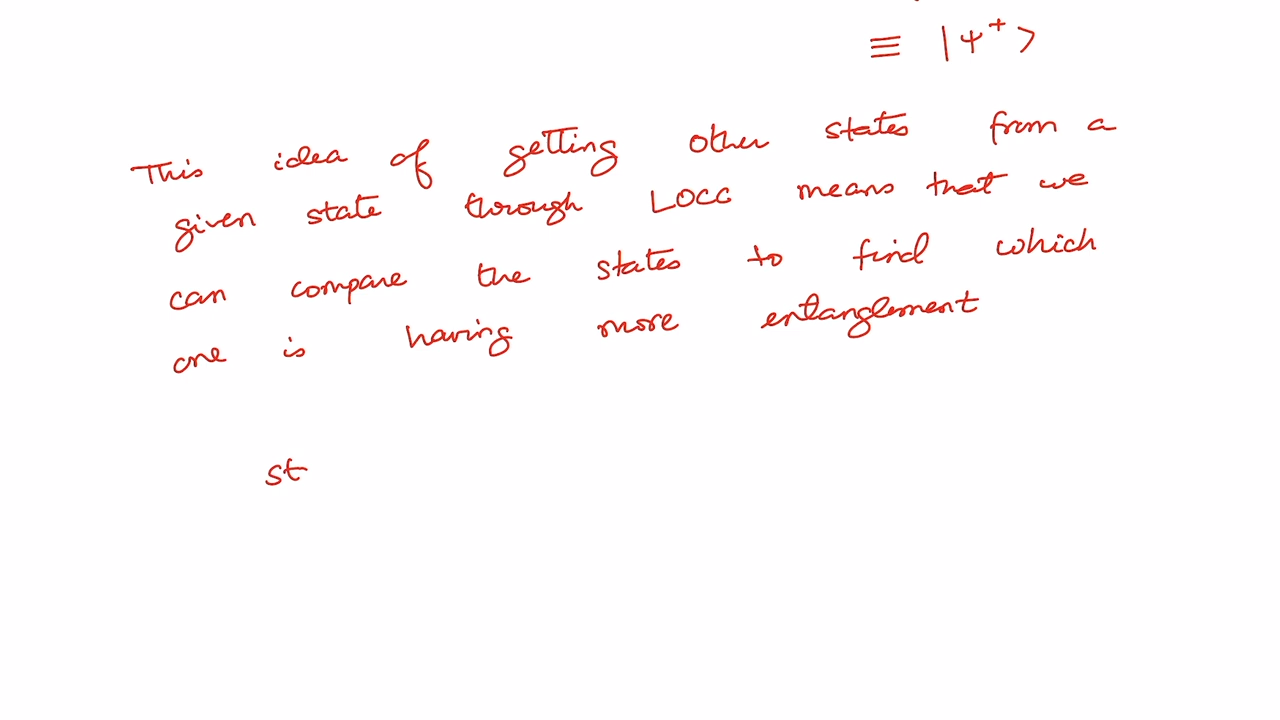 ≡ |ψ⁺>
This idea of getting other states from a
given state through LOCC means that we
can compare the states to find which
one is having more entanglement
st